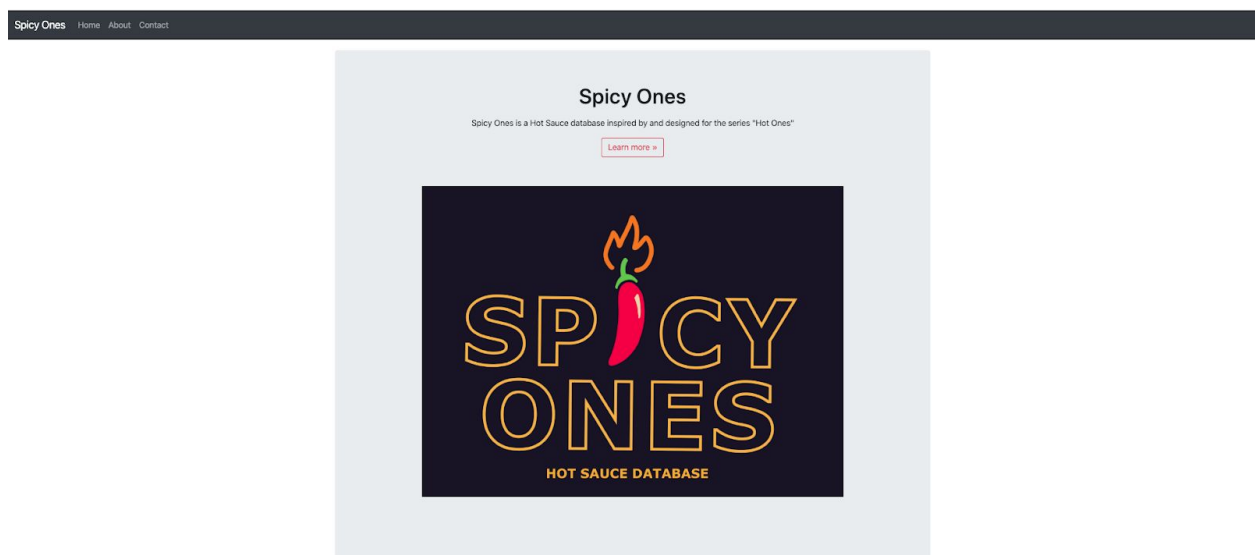 Spicy Ones Home About Contact
Spicy Ones
Spicy Ones is a Hot Sauce database inspired by and designed for the series "Hot Ones"
Learn more »
SPICY
ONES
HOT SAUCE DATABASE